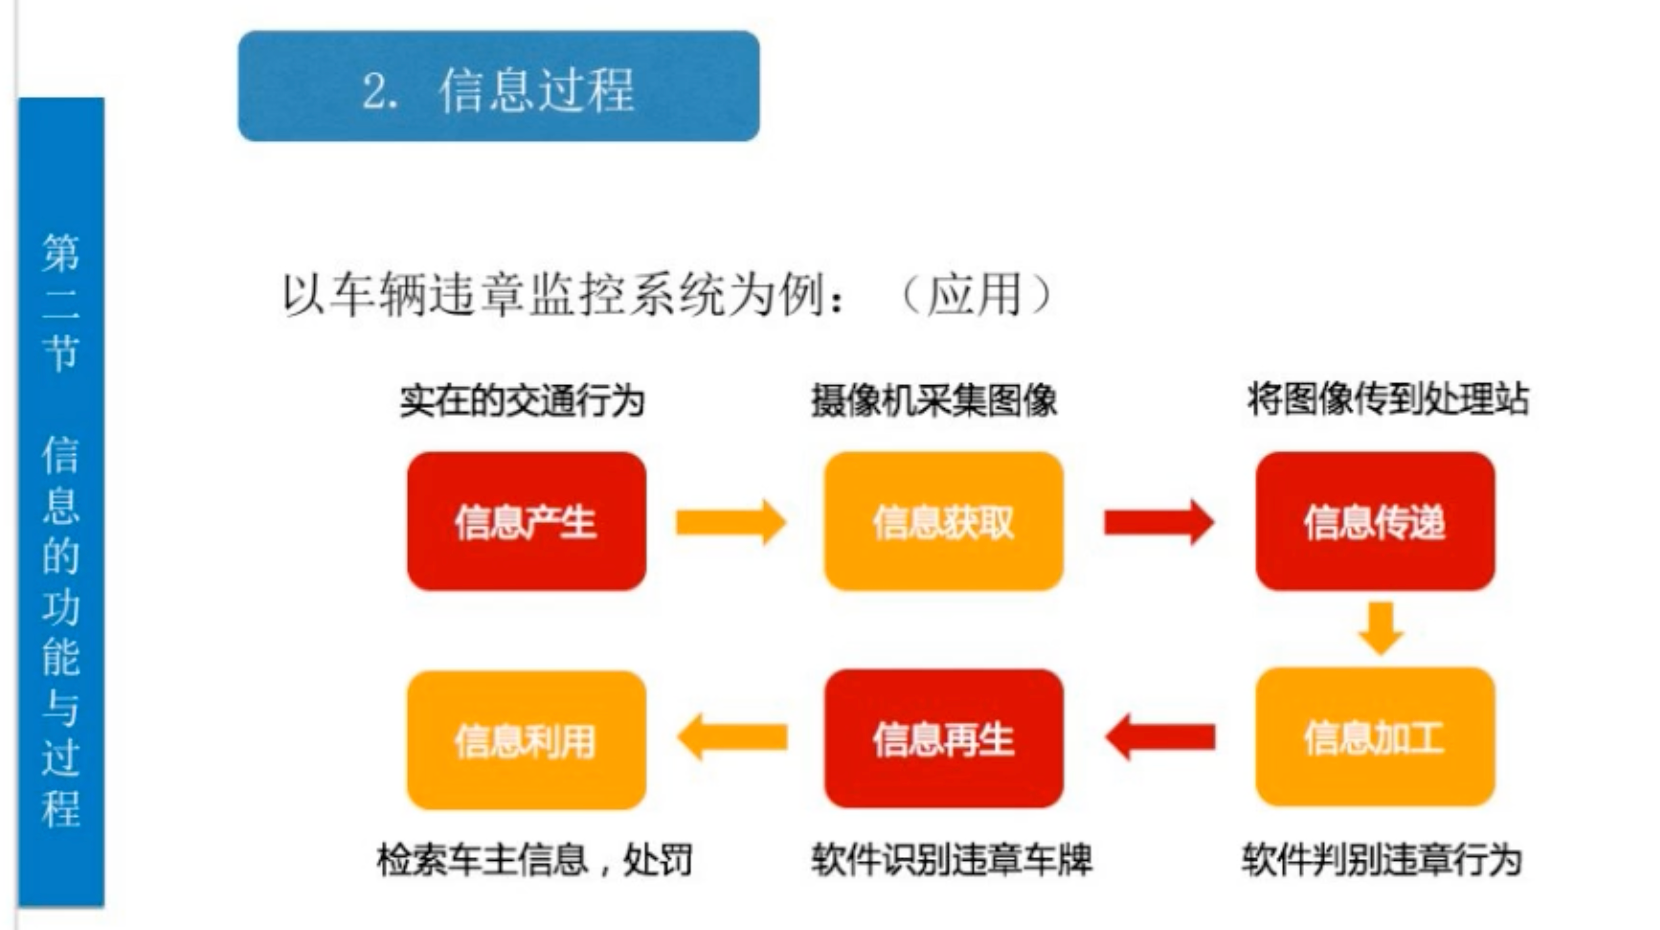 2. 信息过程
第二节 信息的功能与过程
以车辆违章监控系统为例：（应用）
实在的交通行为
摄像机采集图像
将图像传到处理站
信息产生
信息获取
信息传递
信息利用
信息再生
信息加工
检索车主信息，处罚
软件识别违章车牌
软件判别违章行为